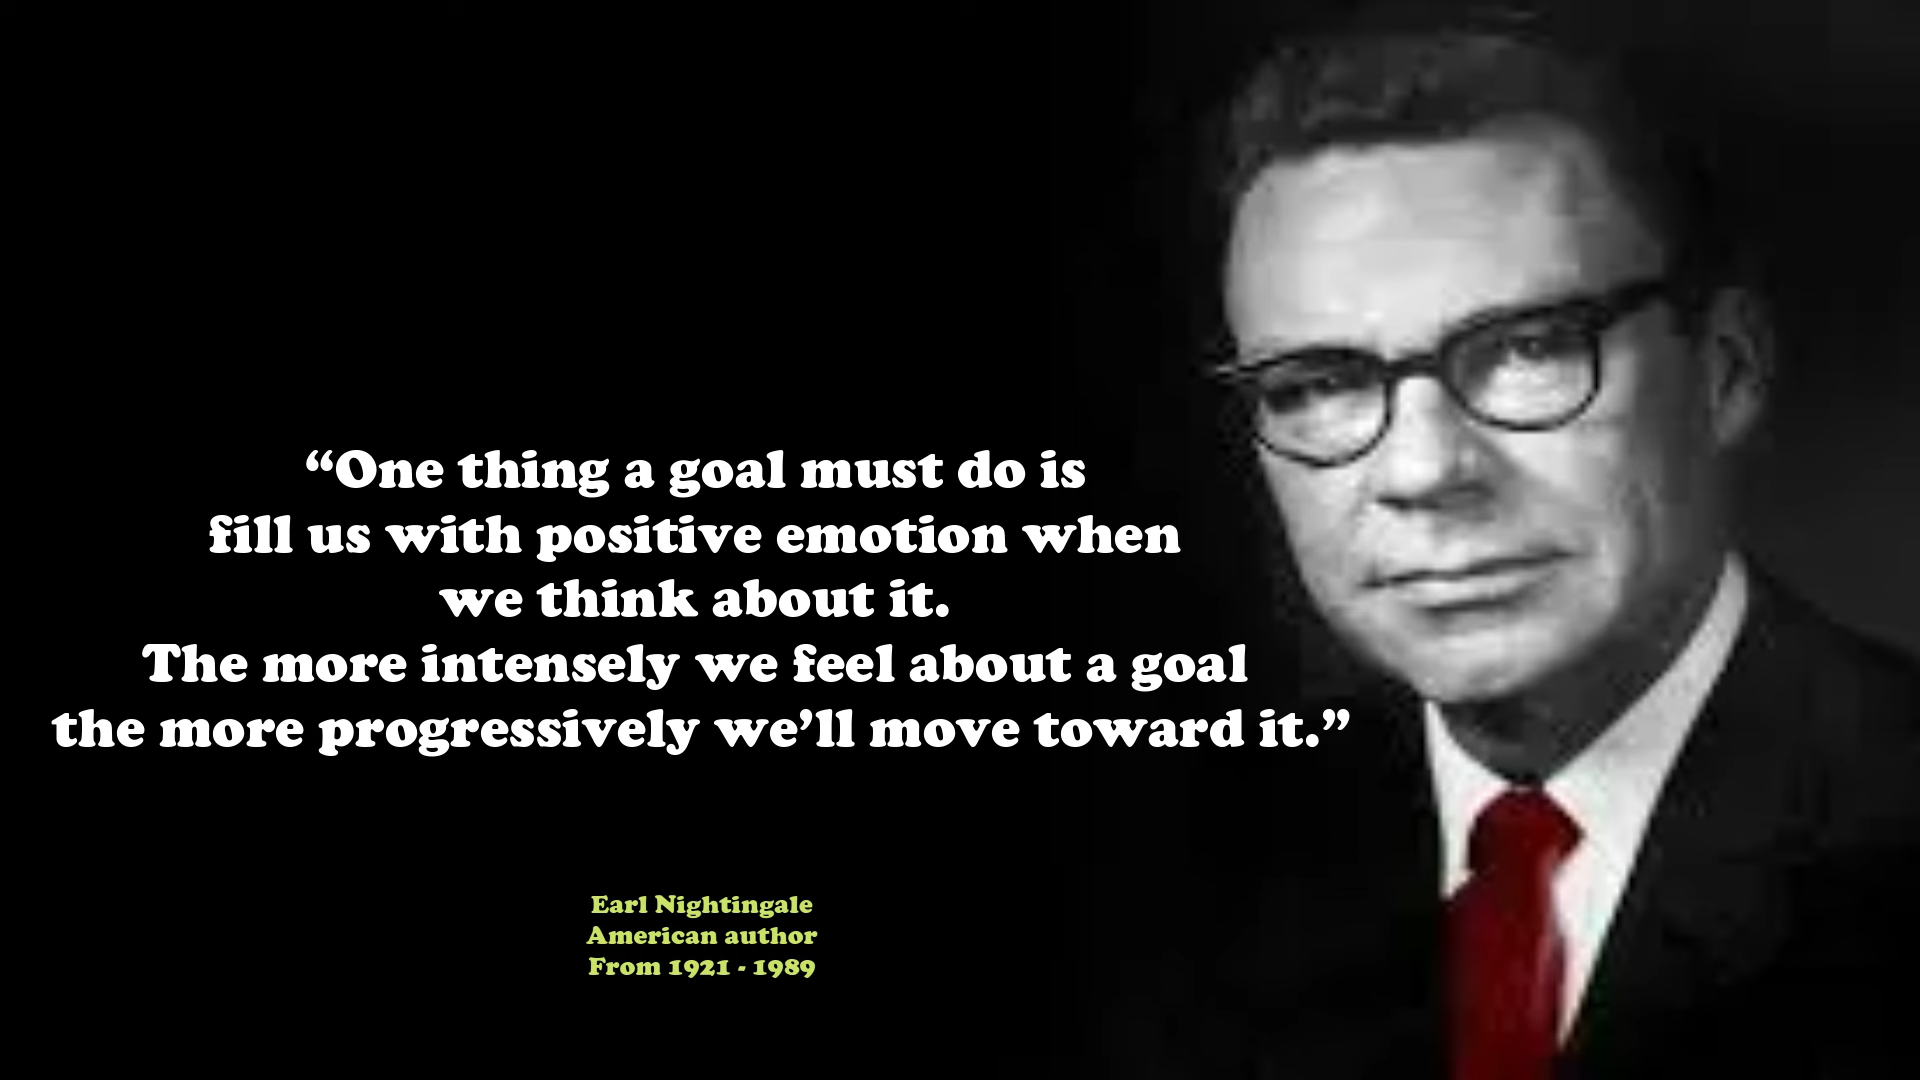 “One thing a goal must do is
fill us with positive emotion when
we think about it.
The more intensely we feel about a goal
the more progressively we’ll move toward it.”
Earl Nightingale
American author
From 1921 - 1989